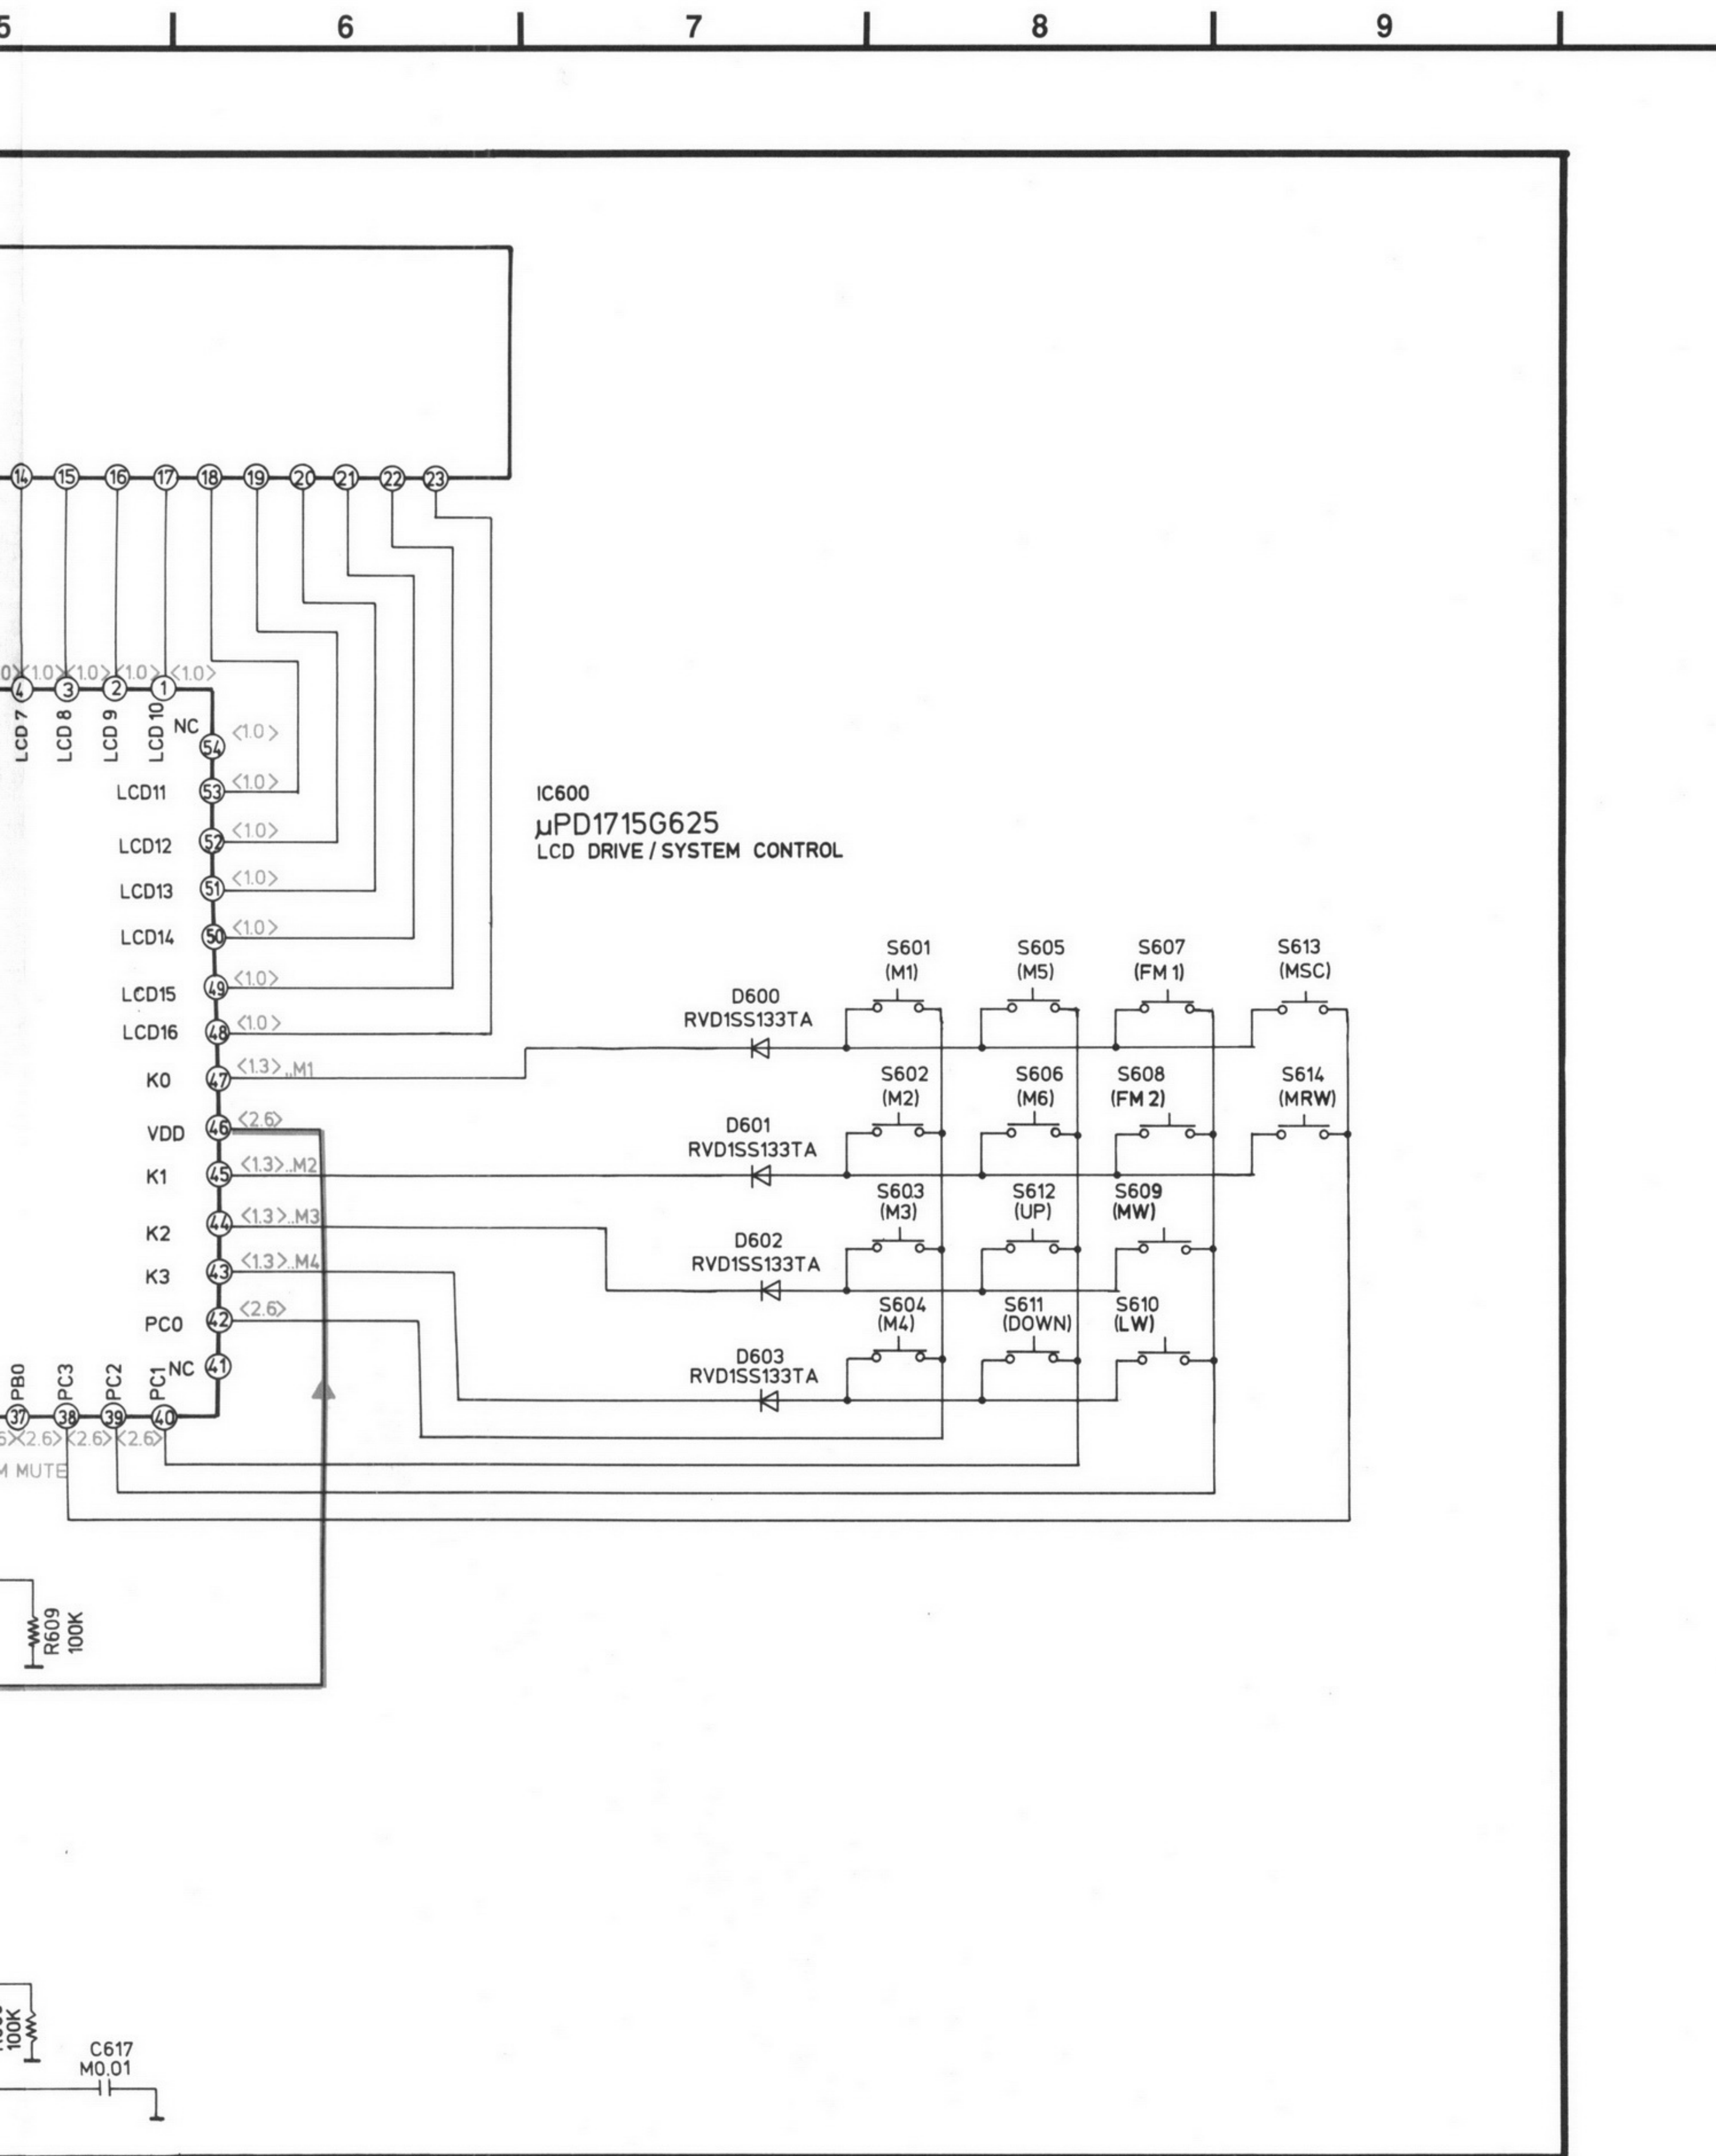 5 6 7 8 9
14 15 16 17 18 19 20 21 22 23
<1.0> <1.0> <1.0> <1.0>
4 3 2 1
LCD 7
LCD 8
LCD 9
LCD 10
NC 54 <1.0>
LCD11 53 <1.0>
LCD12 52 <1.0>
LCD13 51 <1.0>
LCD14 50 <1.0>
LCD15 49 <1.0>
LCD16 48 <1.0>
K0 47 <1.3>..M1
VDD 46 <2.6>
K1 45 <1.3>..M2
K2 44 <1.3>..M3
K3 43 <1.3>..M4
PC0 42 <2.6>
NC 41
PB0
PC3
PC2
PC1
37 38 39 40
<2.6> <2.6> <2.6>
M MUTE
IC600
µPD1715G625
LCD DRIVE / SYSTEM CONTROL
S601 S605 S607 S613
(M1) (M5) (FM 1) (MSC)
D600
RVD1SS133TA
S602 S606 S608 S614
(M2) (M6) (FM 2) (MRW)
D601
RVD1SS133TA
S603 S612 S609
(M3) (UP) (MW)
D602
RVD1SS133TA
S604 S611 S610
(M4) (DOWN) (LW)
D603
RVD1SS133TA
R609
100K
100K
C617
M0.01